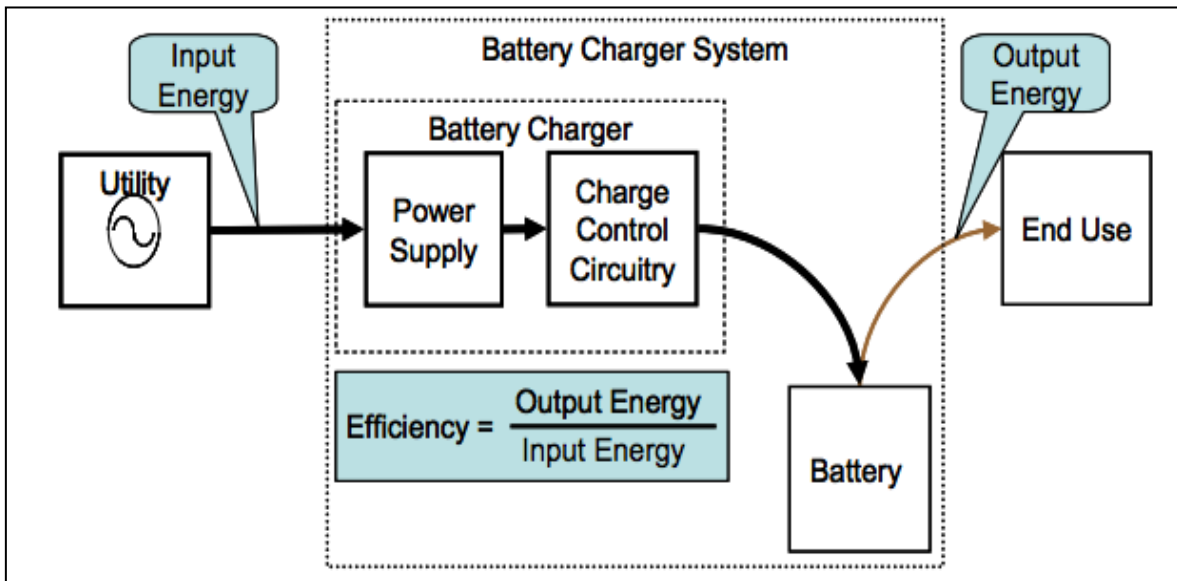 Input
Energy
Battery Charger System
Output
Energy
Battery Charger
Utility
Power
Supply
Charge
Control
Circuitry
End Use
Efficiency = Output Energy
Input Energy
Battery